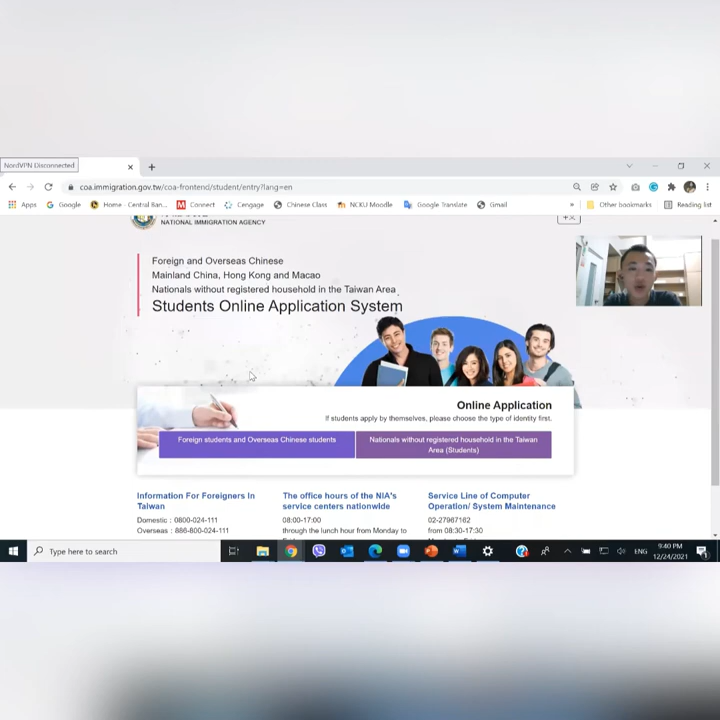 NordVPN Disconnected
coa.immigration.gov.tw/coa-frontend/student/entry?lang=en
Apps
Google
Home - Central Ban...
Connect
Cengage
Chinese Class
NCKU Moodle
Google Translate
Gmail
»
Other bookmarks
Reading list
NATIONAL IMMIGRATION AGENCY
中文
Foreign and Overseas Chinese
Mainland China, Hong Kong and Macao
Nationals without registered household in the Taiwan Area
Students Online Application System
Online Application
If students apply by themselves, please choose the type of identity first.
Foreign students and Overseas Chinese students
Nationals without registered household in the Taiwan
Area (Students)
Information For Foreigners In
Taiwan
Domestic : 0800-024-111
Overseas : 886-800-024-111
The office hours of the NIA's
service centers nationwide
08:00-17:00
through the lunch hour from Monday to
Service Line of Computer
Operation/ System Maintenance
02-27967162
from 08:30-17:30
Type here to search
ENG
9:40 PM
12/24/2021